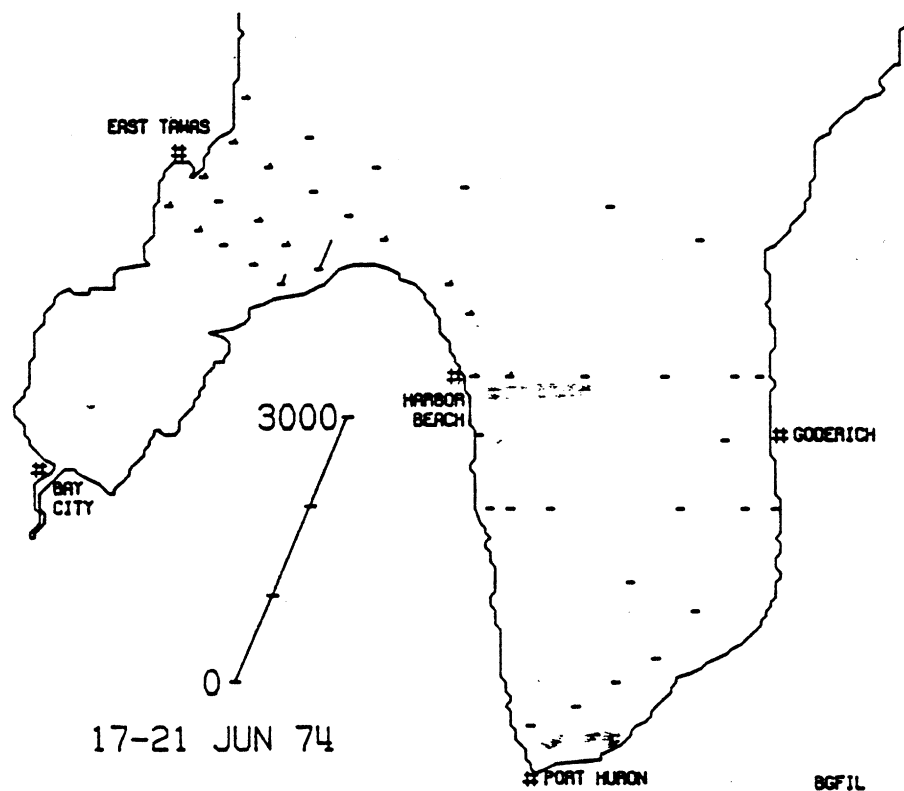 EAST TAWAS
3000
HARBOR
BEACH
GODERICH
BAY
CITY
0
17-21 JUN 74
PORT HURON
BGFIL